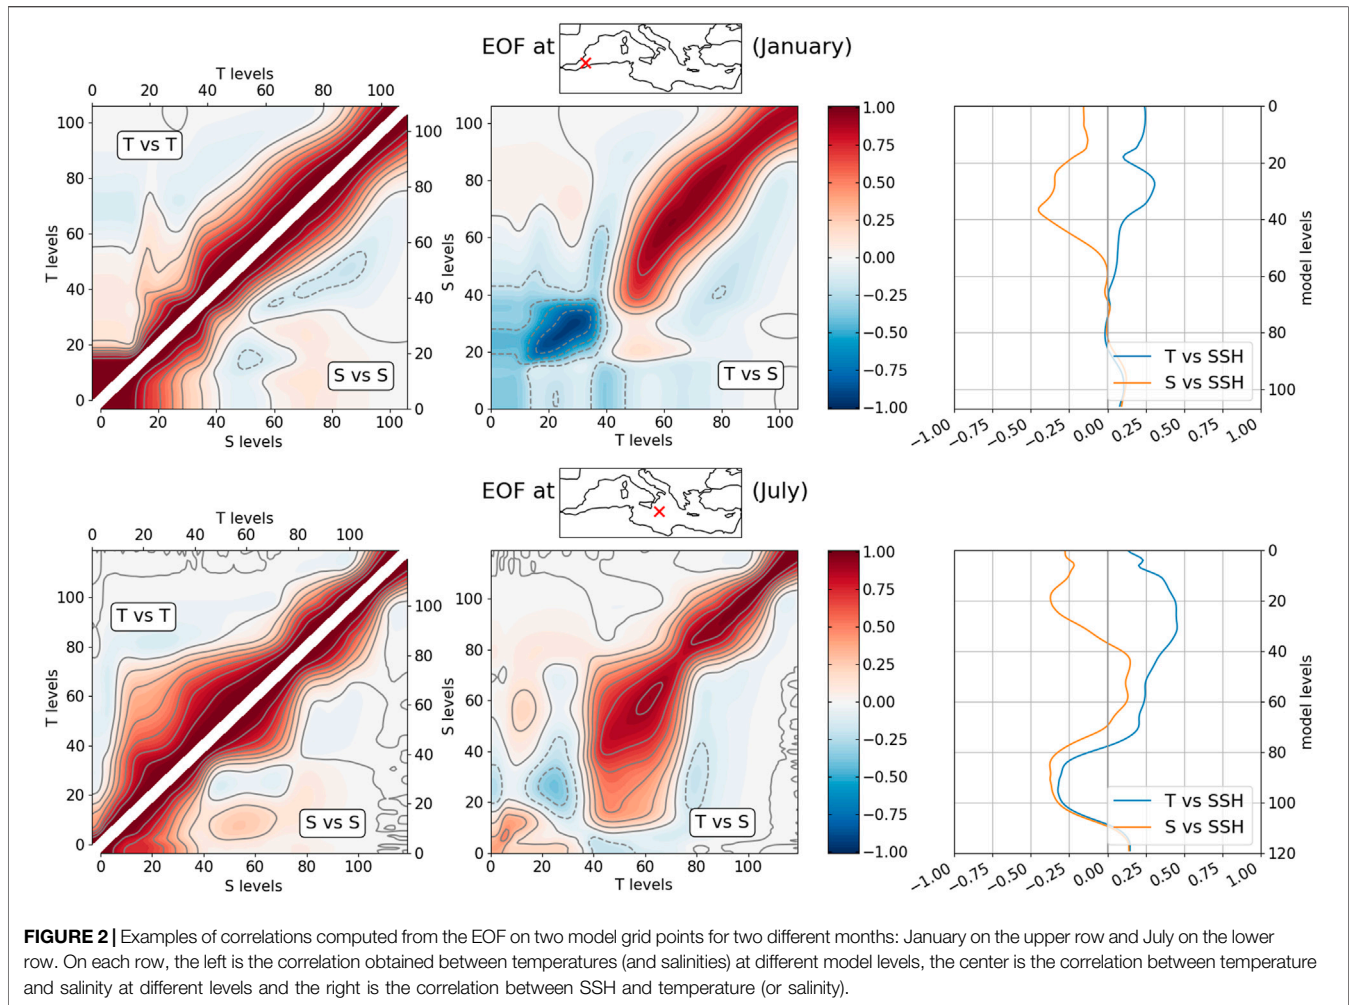 EOF at (January)
T levels
0 20 40 60 80 100
T vs T
S vs S
T levels
100
80
60
40
20
0
100
80
60
40
20
0
0 20 40 60 80 100
S levels
S levels
100
80
60
40
20
0
T vs S
0 20 40 60 80 100
T levels
1.00
0.75
0.50
0.25
0.00
−0.25
−0.50
−0.75
−1.00
0
20
40
60
80
100
model levels
T vs SSH
S vs SSH
−1.00 −0.75 −0.50 −0.25 0.00 0.25 0.50 0.75 1.00
EOF at (July)
T levels
0 20 40 60 80 100
T vs T
S vs S
T levels
100
80
60
40
20
0
100
80
60
40
20
0
0 20 40 60 80 100
S levels
S levels
100
80
60
40
20
0
T vs S
0 20 40 60 80 100
T levels
1.00
0.75
0.50
0.25
0.00
−0.25
−0.50
−0.75
−1.00
0
20
40
60
80
100
120
model levels
T vs SSH
S vs SSH
−1.00 −0.75 −0.50 −0.25 0.00 0.25 0.50 0.75 1.00
FIGURE 2 | Examples of correlations computed from the EOF on two model grid points for two different months: January on the upper row and July on the lower
row. On each row, the left is the correlation obtained between temperatures (and salinities) at different model levels, the center is the correlation between temperature
and salinity at different levels and the right is the correlation between SSH and temperature (or salinity).